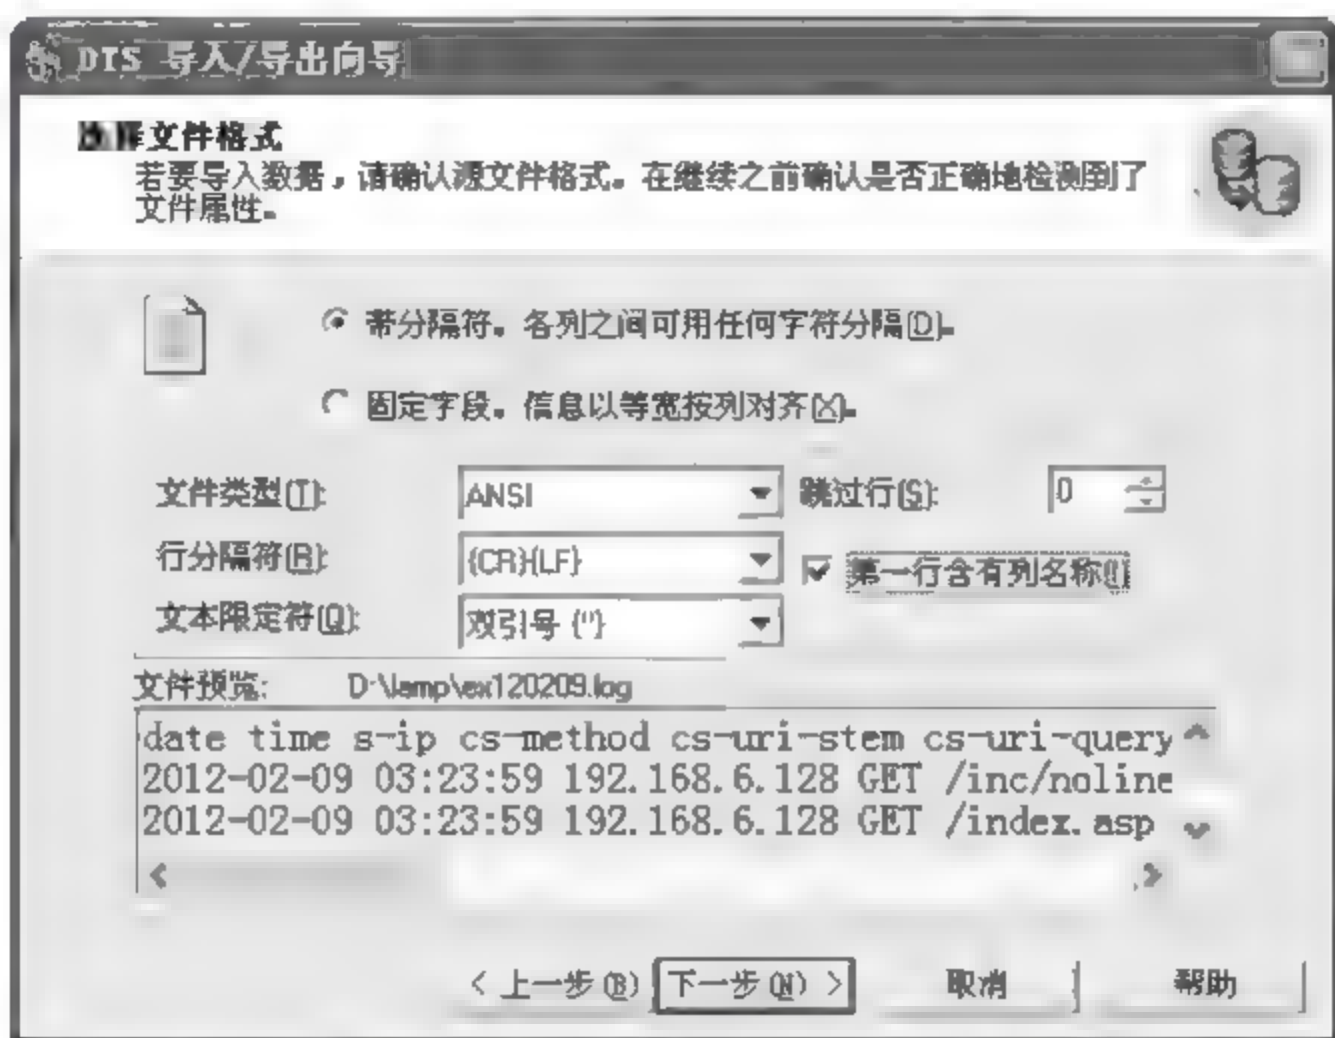 DTS 导入/导出向导
选择文件格式
若要导入数据，请确认源文件格式。在继续之前确认是否正确地检测到了
文件属性。
带分隔符。各列之间可用任何字符分隔(D)。
固定字段。信息以等宽按列对齐(X)。
文件类型(T): ANSI 跳过行(S): 0
行分隔符(R): {CR}{LF} 第一行含有列名称(I)
文本限定符(Q): 双引号 {"}
文件预览: D:\lamp\ex120209.log
date time s-ip cs-method cs-uri-stem cs-uri-query
2012-02-09 03:23:59 192.168.6.128 GET /inc/noline
2012-02-09 03:23:59 192.168.6.128 GET /index.asp
< 上一步(B) 下一步(N) > 取消 帮助